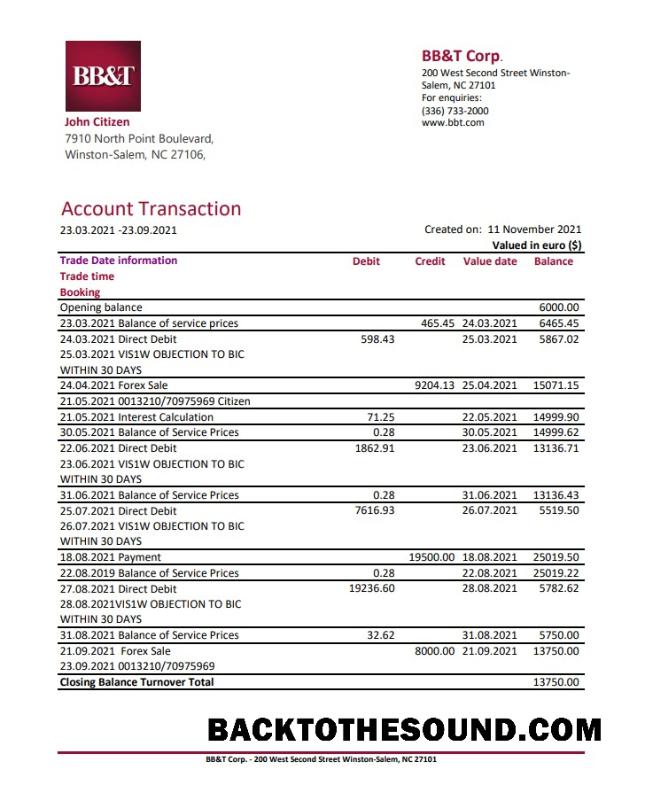 BB&T
BB&T Corp.
200 West Second Street Winston-
Salem, NC 27101
For enquiries:
(336) 733-2000
www.bbt.com
John Citizen
7910 North Point Boulevard,
Winston-Salem, NC 27106,
Account Transaction
23.03.2021 -23.09.2021 Created on: 11 November 2021
Valued in euro ($)
Trade Date information Debit Credit Value date Balance
Trade time
Booking
Opening balance 6000.00
23.03.2021 Balance of service prices 465.45 24.03.2021 6465.45
24.03.2021 Direct Debit 598.43 25.03.2021 5867.02
25.03.2021 VIS1W OBJECTION TO BIC
WITHIN 30 DAYS
24.04.2021 Forex Sale 9204.13 25.04.2021 15071.15
21.05.2021 0013210/70975969 Citizen
21.05.2021 Interest Calculation 71.25 22.05.2021 14999.90
30.05.2021 Balance of Service Prices 0.28 30.05.2021 14999.62
22.06.2021 Direct Debit 1862.91 23.06.2021 13136.71
23.06.2021 VIS1W OBJECTION TO BIC
WITHIN 30 DAYS
31.06.2021 Balance of Service Prices 0.28 31.06.2021 13136.43
25.07.2021 Direct Debit 7616.93 26.07.2021 5519.50
26.07.2021 VIS1W OBJECTION TO BIC
WITHIN 30 DAYS
18.08.2021 Payment 19500.00 18.08.2021 25019.50
22.08.2019 Balance of Service Prices 0.28 22.08.2021 25019.22
27.08.2021 Direct Debit 19236.60 28.08.2021 5782.62
28.08.2021VIS1W OBJECTION TO BIC
WITHIN 30 DAYS
31.08.2021 Balance of Service Prices 32.62 31.08.2021 5750.00
21.09.2021 Forex Sale 8000.00 21.09.2021 13750.00
23.09.2021 0013210/70975969
Closing Balance Turnover Total 13750.00
BACKTOTHESOUND.COM
BB&T Corp. - 200 West Second Street Winston-Salem, NC 27101